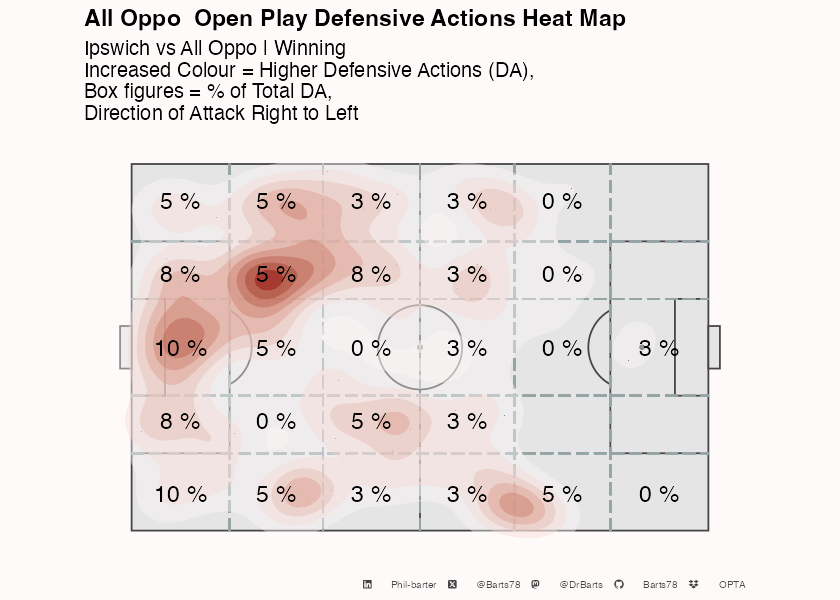 All Oppo  Open Play Defensive Actions Heat Map
Ipswich vs All Oppo | Winning
Increased Colour = Higher Defensive Actions (DA),
Box figures = % of Total DA,
Direction of Attack Right to Left
5 % 5 % 3 % 3 % 0 %
8 % 5 % 8 % 3 % 0 %
10 % 5 % 0 % 3 % 0 % 3 %
8 % 0 % 5 % 3 %
10 % 5 % 3 % 3 % 5 % 0 %
Phil-barter @Barts78 @DrBarts Barts78 OPTA